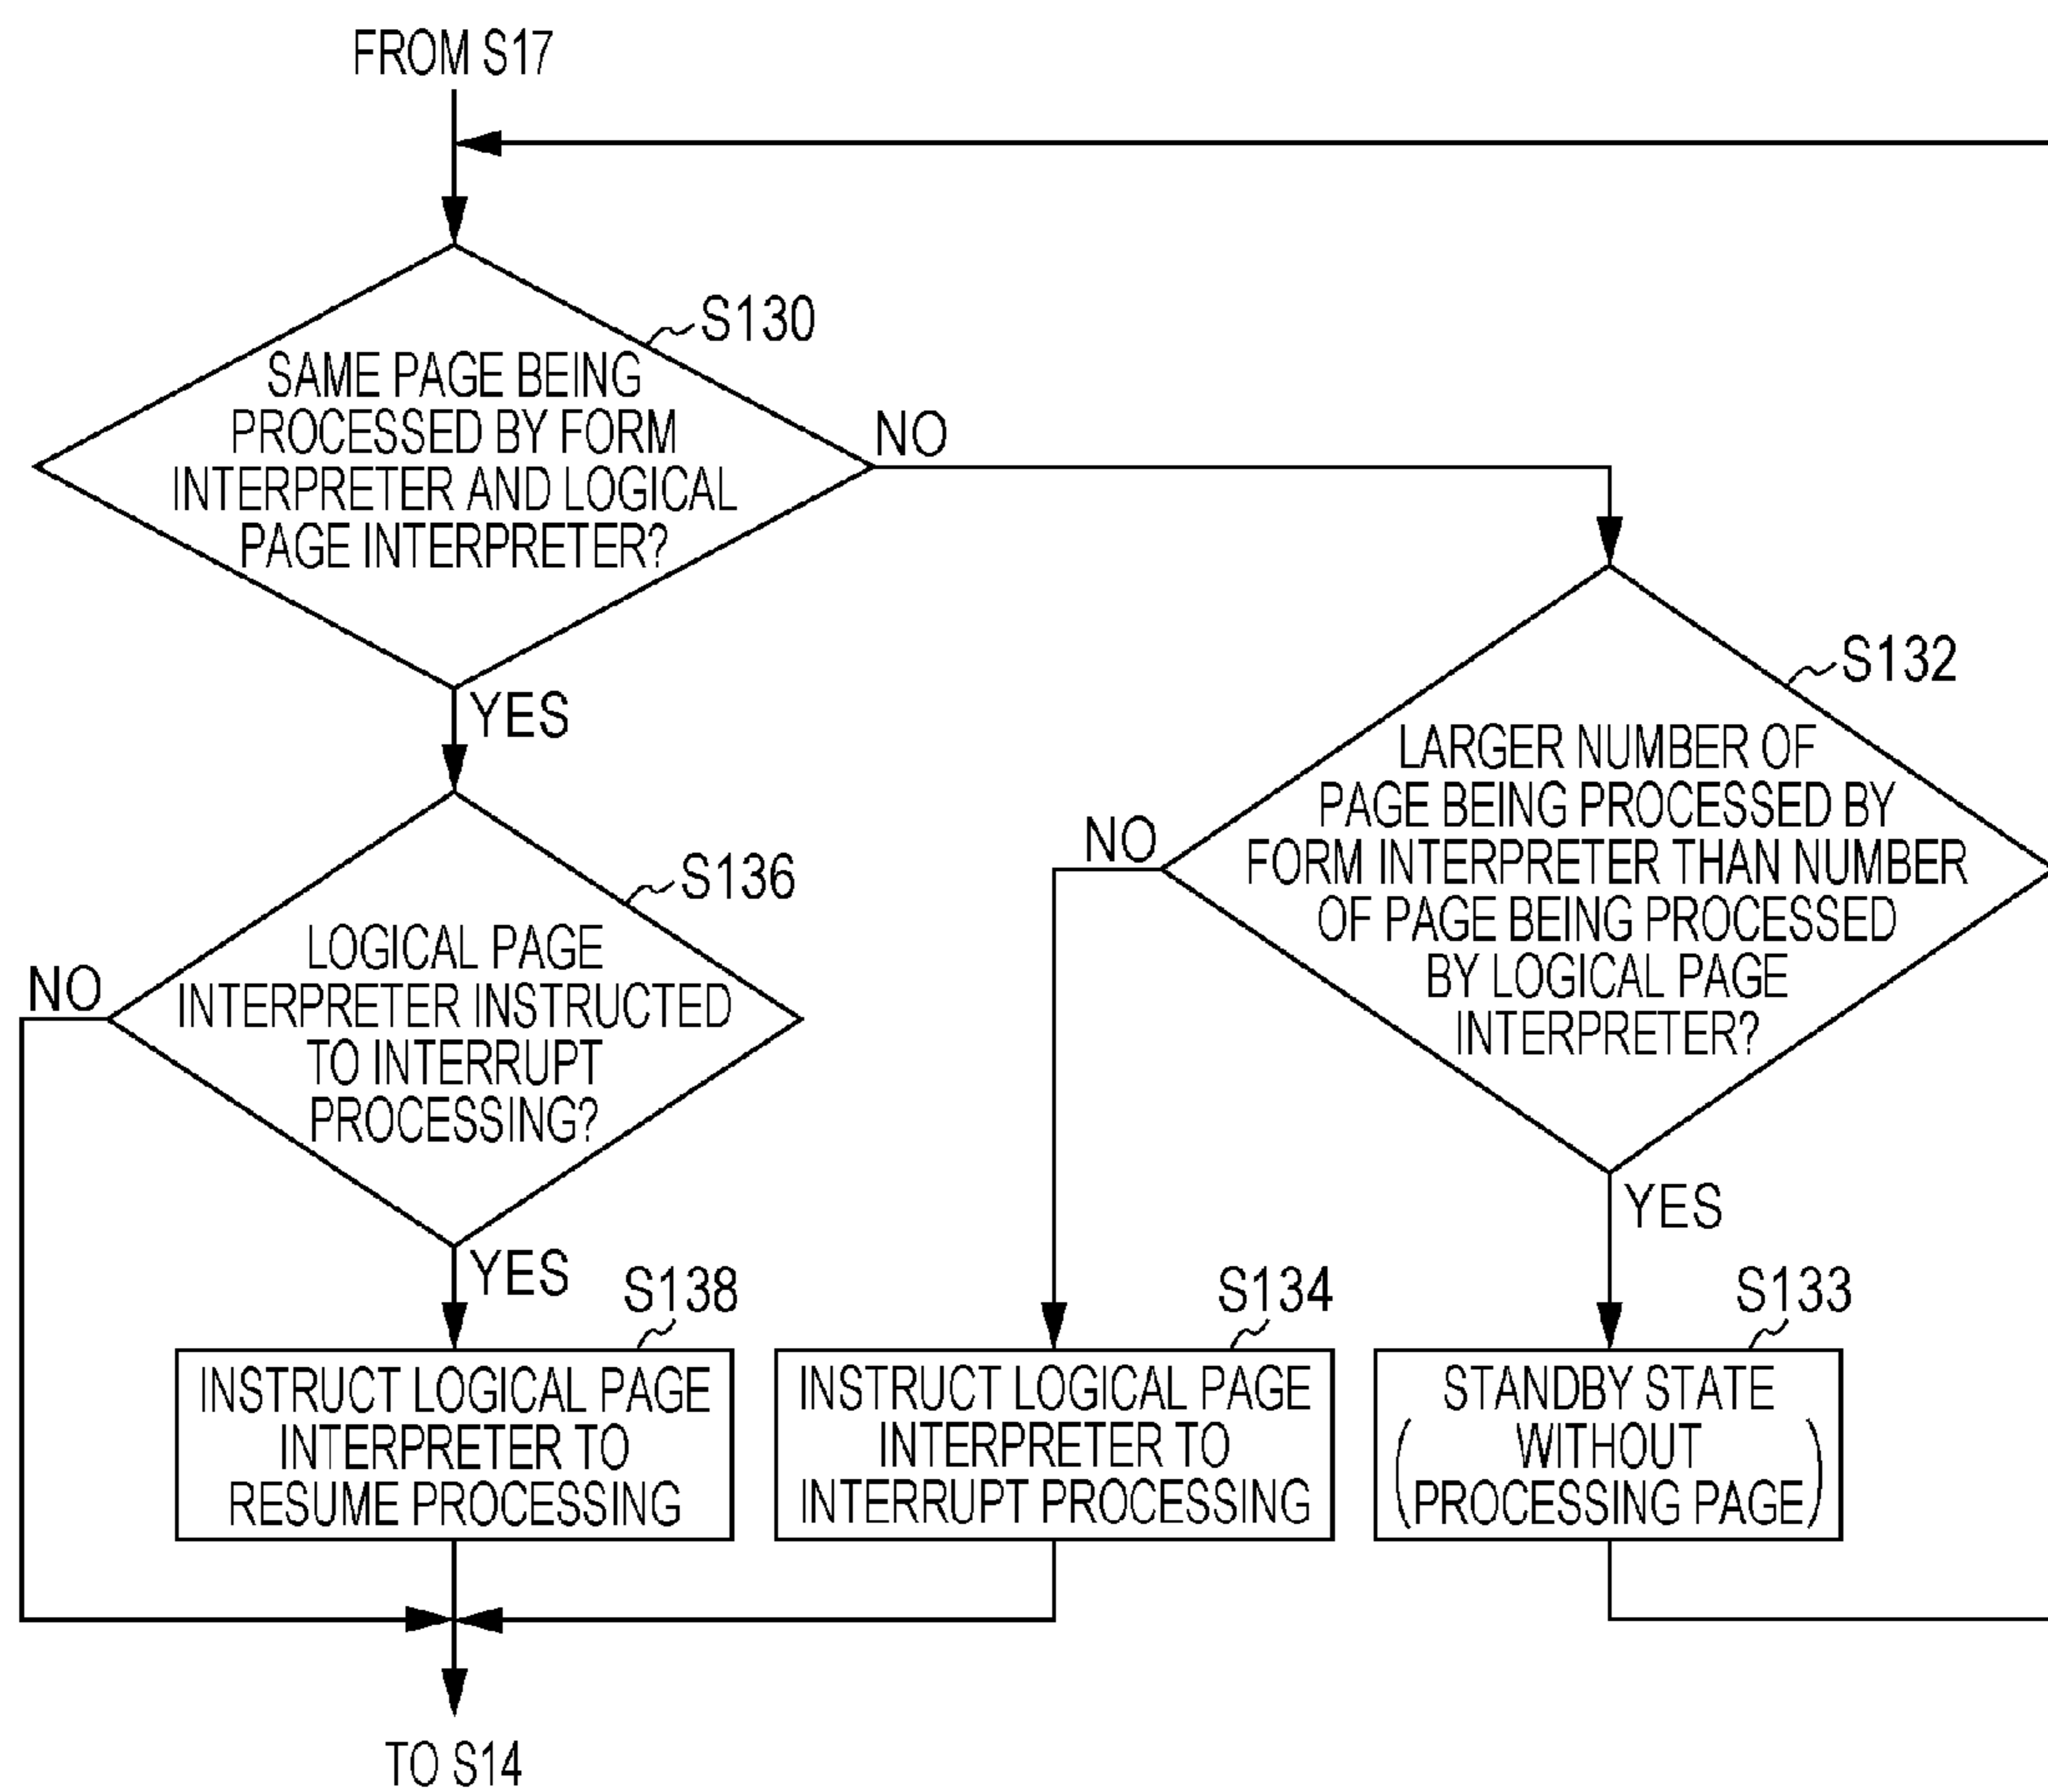 FROM S17
S130
SAME PAGE BEING
PROCESSED BY FORM
INTERPRETER AND LOGICAL
PAGE INTERPRETER?
NO
YES
S132
LARGER NUMBER OF
PAGE BEING PROCESSED BY
FORM INTERPRETER THAN NUMBER
OF PAGE BEING PROCESSED
BY LOGICAL PAGE
INTERPRETER?
NO
YES
S136
LOGICAL PAGE
INTERPRETER INSTRUCTED
TO INTERRUPT
PROCESSING?
NO
YES
S138
INSTRUCT LOGICAL PAGE
INTERPRETER TO
RESUME PROCESSING
S134
INSTRUCT LOGICAL PAGE
INTERPRETER TO
INTERRUPT PROCESSING
S133
STANDBY STATE
(WITHOUT
PROCESSING PAGE)
TO S14